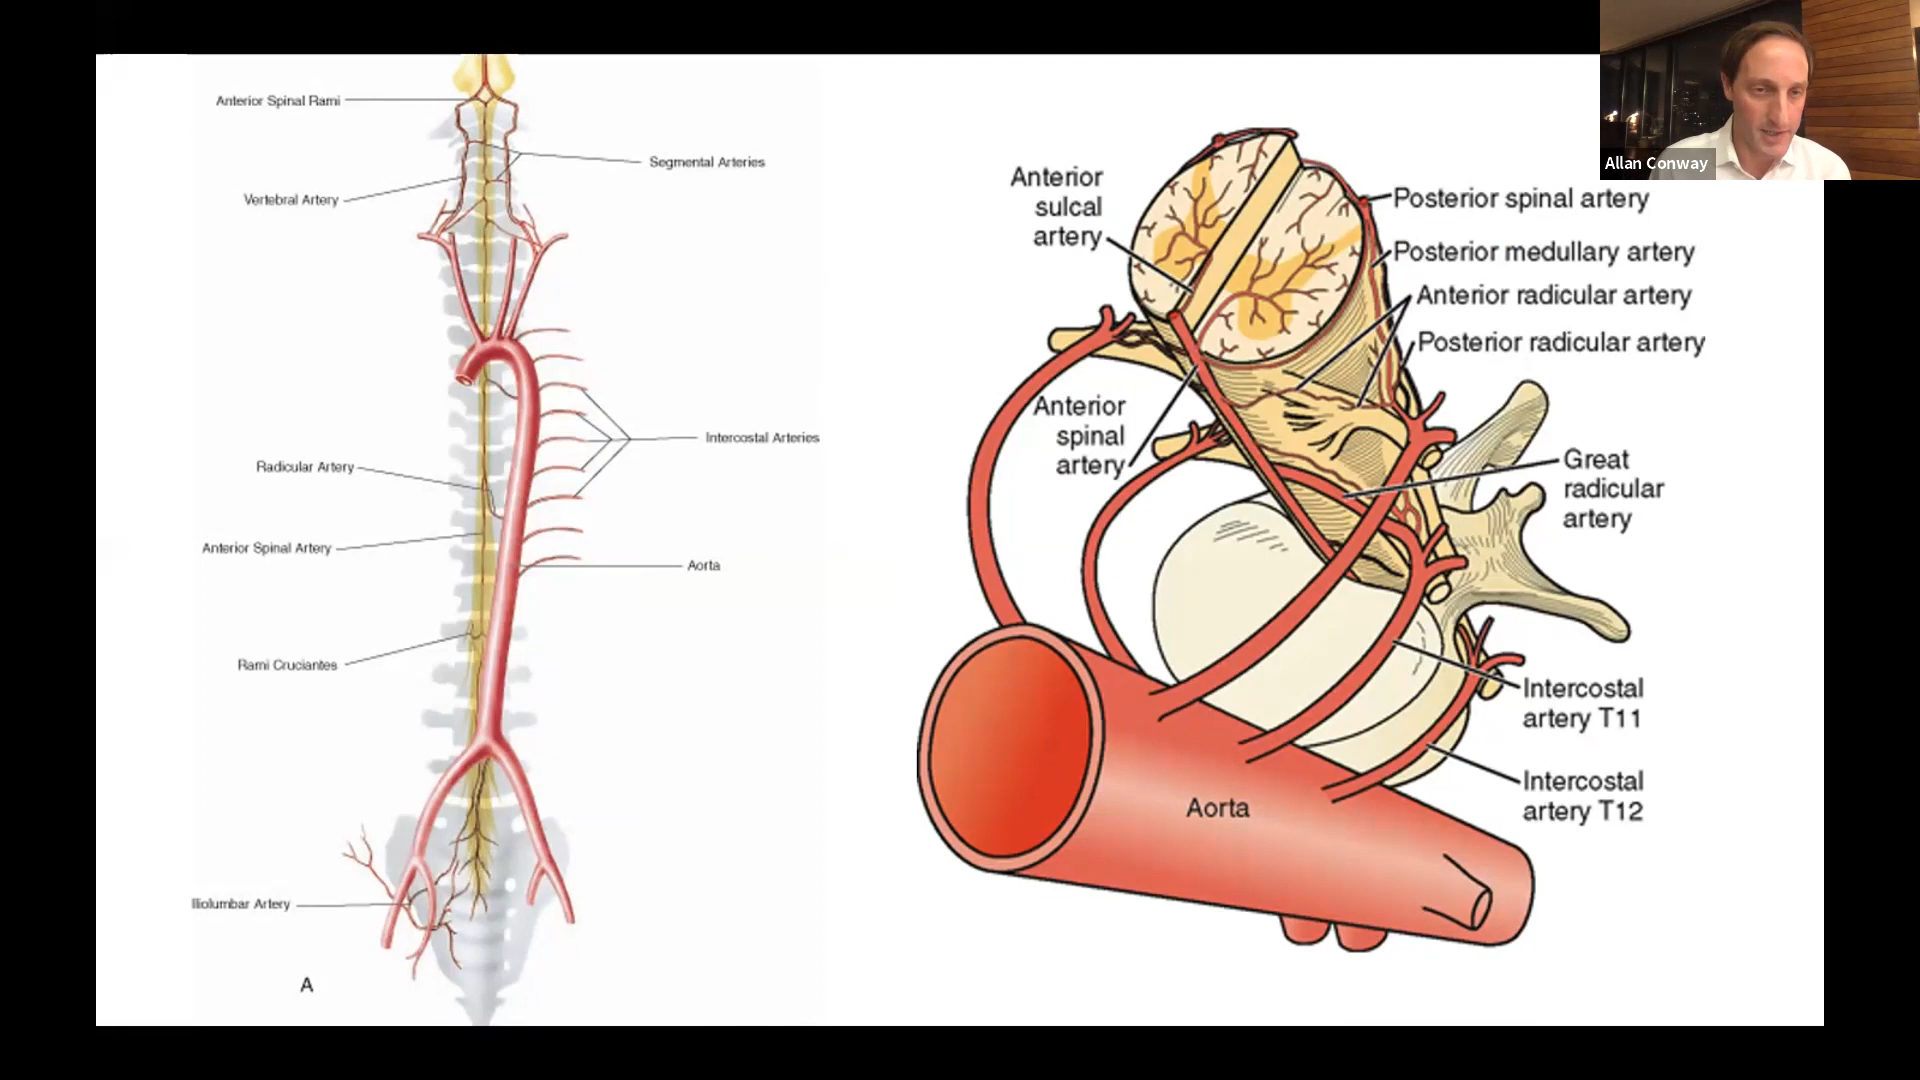 Allan Conway
Anterior Spinal Rami
Segmental Arteries
Vertebral Artery
Intercostal Arteries
Radicular Artery
Anterior Spinal Artery
Aorta
Rami Cruciantes
Illiolumbar Artery
A
Anterior
sulcal
artery
Posterior spinal artery
Posterior medullary artery
Anterior radicular artery
Posterior radicular artery
Anterior
spinal
artery
Great
radicular
artery
Intercostal
artery T11
Intercostal
artery T12
Aorta